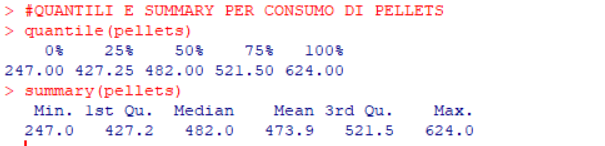 > #QUANTILI E SUMMARY PER CONSUMO DI PELLETS
> quantile(pellets)
0% 25% 50% 75% 100%
247.00 427.25 482.00 521.50 624.00
> summary(pellets)
Min. 1st Qu. Median Mean 3rd Qu. Max.
247.0 427.2 482.0 473.9 521.5 624.0